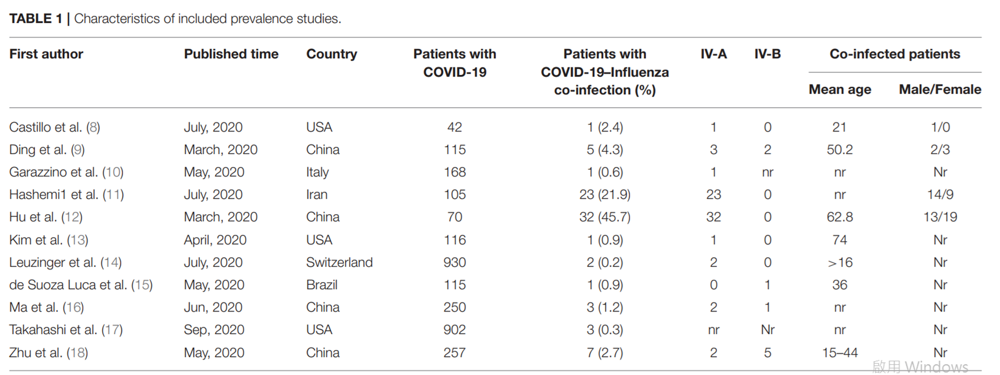 TABLE 1 | Characteristics of included prevalence studies.
First author Published time Country Patients with COVID-19 Patients with COVID-19–Influenza co-infection (%) IV-A IV-B Co-infected patients
Mean age Male/Female
Castillo et al. (8) July, 2020 USA 42 1 (2.4) 1 0 21 1/0
Ding et al. (9) March, 2020 China 115 5 (4.3) 3 2 50.2 2/3
Garazzino et al. (10) May, 2020 Italy 168 1 (0.6) 1 nr nr Nr
Hashemi1 et al. (11) July, 2020 Iran 105 23 (21.9) 23 0 nr 14/9
Hu et al. (12) March, 2020 China 70 32 (45.7) 32 0 62.8 13/19
Kim et al. (13) April, 2020 USA 116 1 (0.9) 1 0 74 Nr
Leuzinger et al. (14) July, 2020 Switzerland 930 2 (0.2) 2 0 >16 Nr
de Suoza Luca et al. (15) May, 2020 Brazil 115 1 (0.9) 0 1 36 Nr
Ma et al. (16) Jun, 2020 China 250 3 (1.2) 2 1 nr Nr
Takahashi et al. (17) Sep, 2020 USA 902 3 (0.3) nr Nr nr Nr
Zhu et al. (18) May, 2020 China 257 7 (2.7) 2 5 15–44 Nr
啟用 Windows